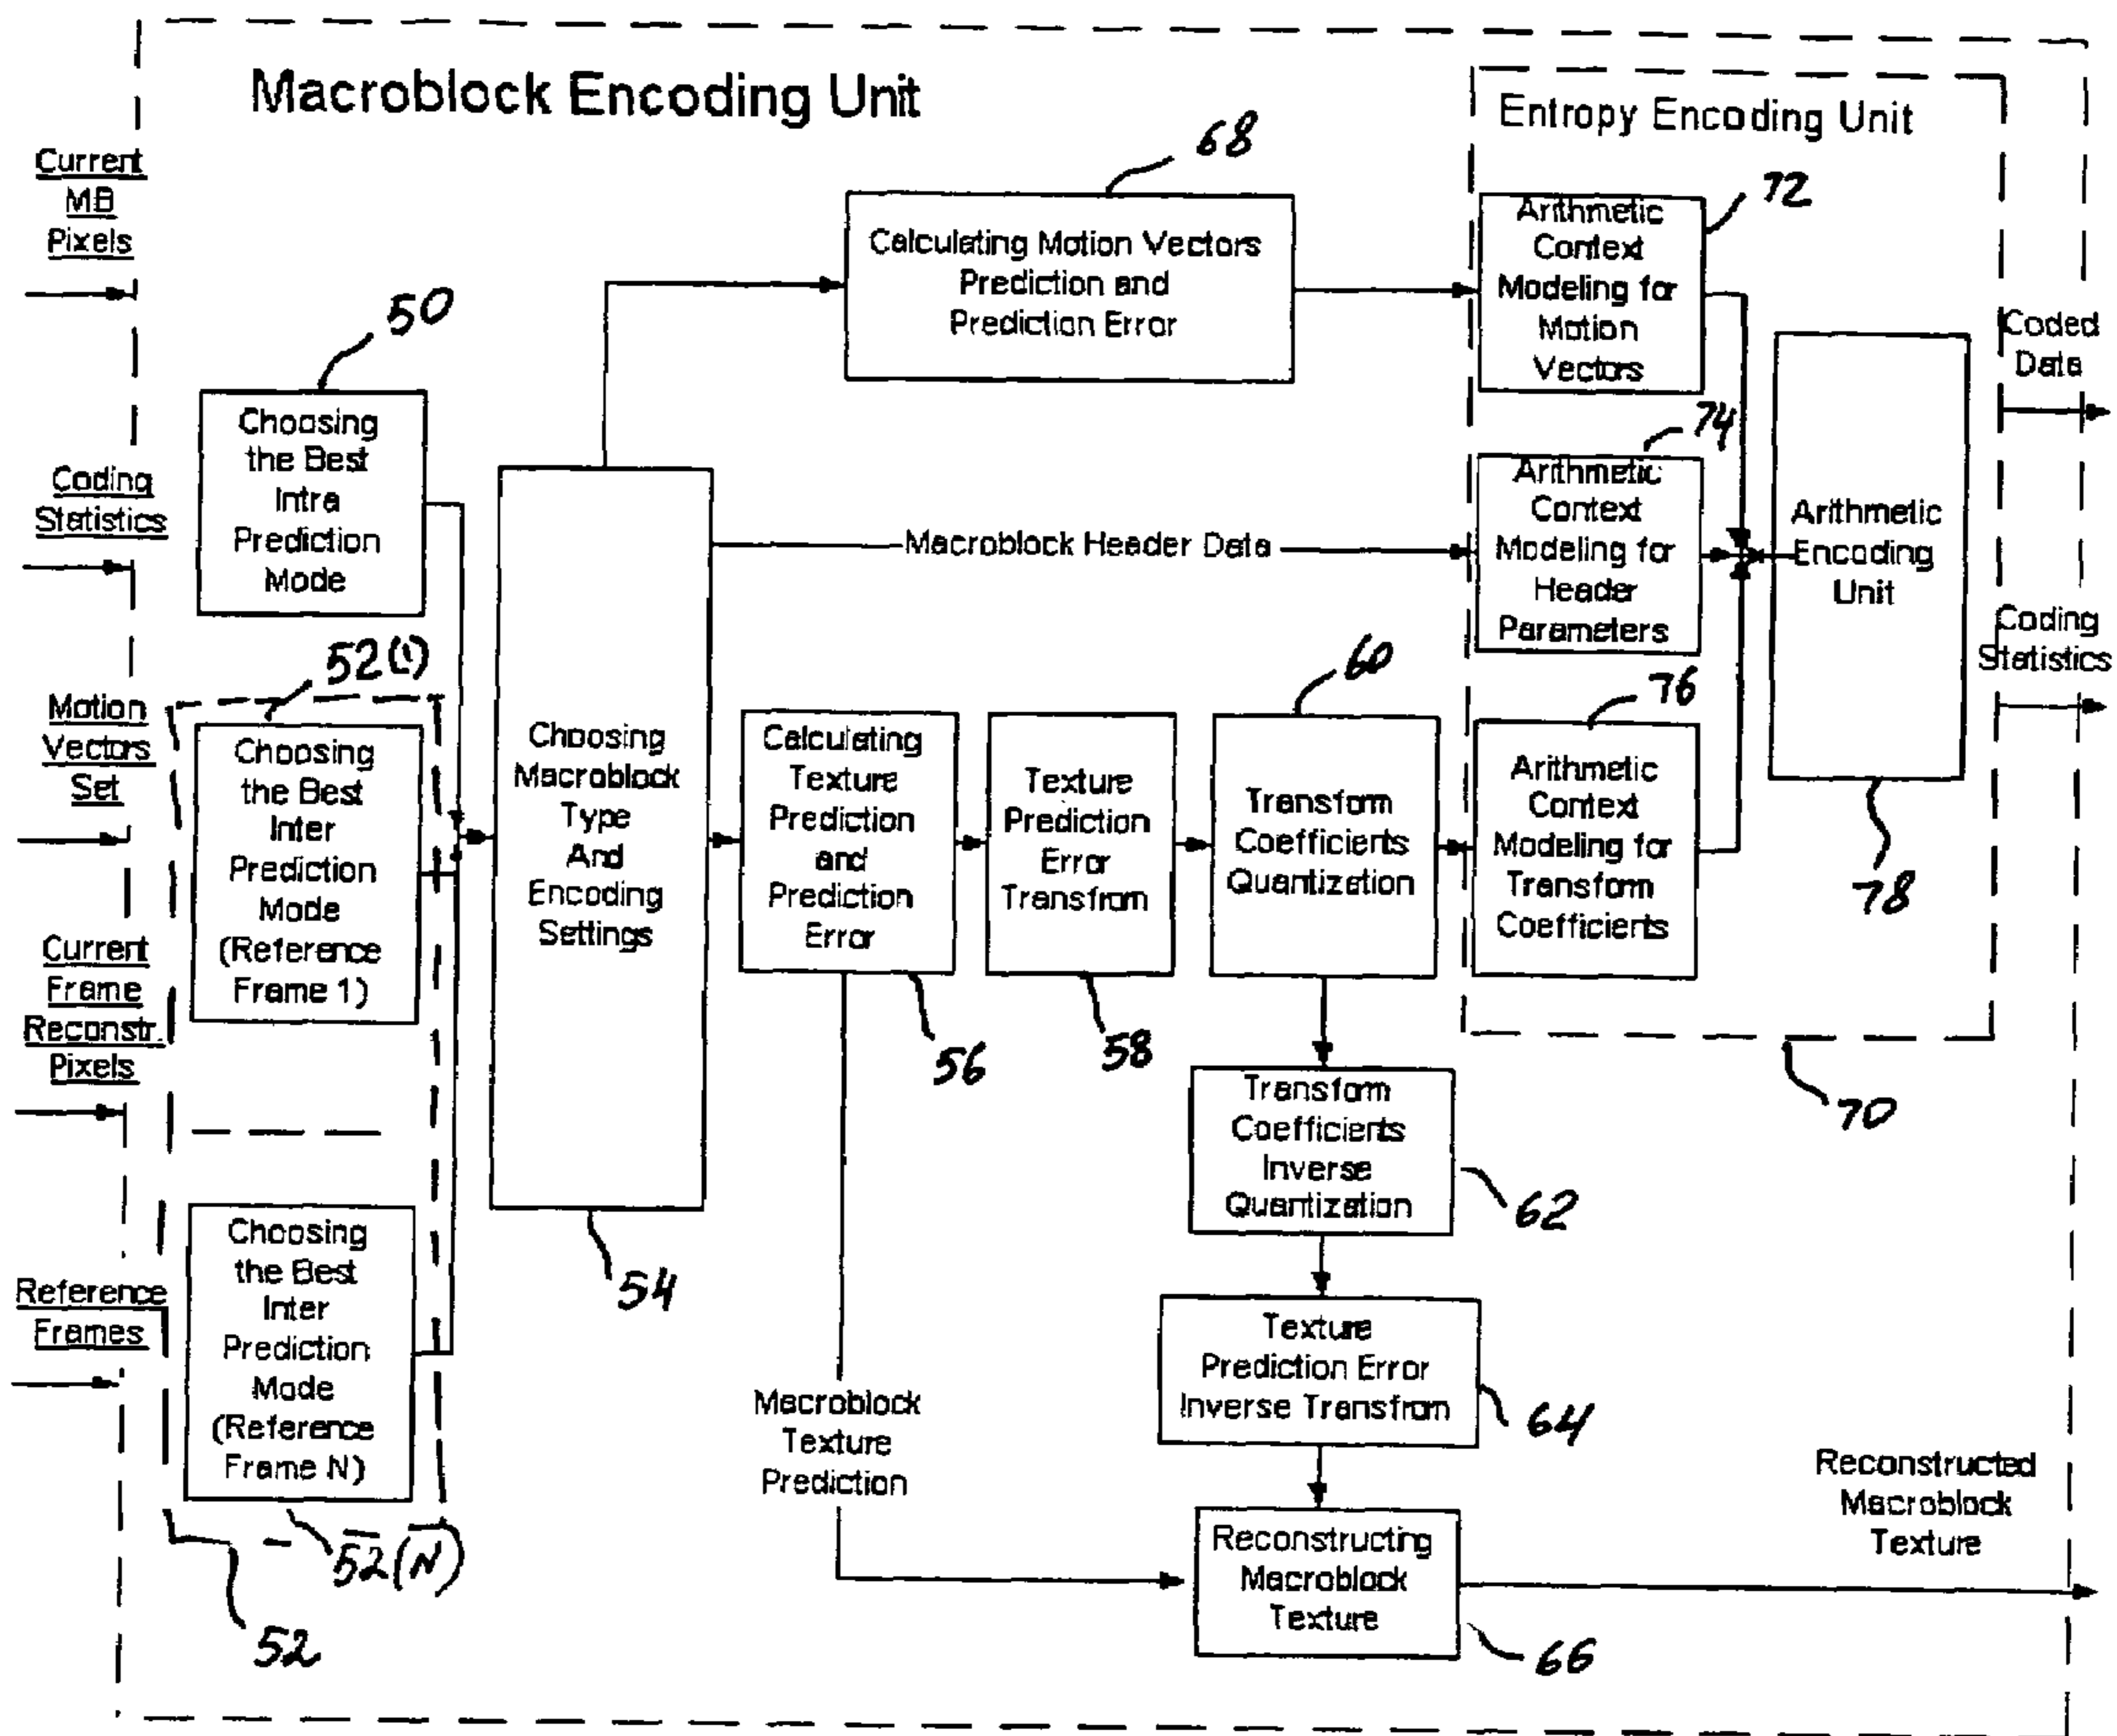 Macroblock Encoding Unit
Entropy Encoding Unit
Current
MB
Pixels
Coding
Statistics
Motion
Vectors
Set
Current
Frame
Reconstr.
Pixels
Reference
Frames
50
Choosing
the Best
Intra
Prediction
Mode
52(1)
Choosing
the Best
Inter
Prediction
Mode
(Reference
Frame 1)
Choosing
the Best
Inter
Prediction
Mode
(Reference
Frame N)
52(N)
52
Choosing
Macroblock
Type
And
Encoding
Settings
54
68
Calculating Motion Vectors
Prediction and
Prediction Error
Macroblock Header Data
Calculating
Texture
Prediction
and
Prediction
Error
56
Texture
Prediction
Error
Transfrom
58
60
Transform
Coefficients
Quantization
72
Arithmetic
Context
Modeling for
Motion
Vectors
74
Arithmetic
Context
Modeling for
Header
Parameters
76
Arithmetic
Context
Modeling for
Transform
Coefficients
Arithmetic
Encoding
Unit
78
70
Coded
Data
Coding
Statistics
Transform
Coefficients
Inverse
Quantization
62
Texture
Prediction Error
Inverse Transfrom
64
Macroblock
Texture
Prediction
Reconstructing
Macroblock
Texture
66
Reconstructed
Macroblock
Texture